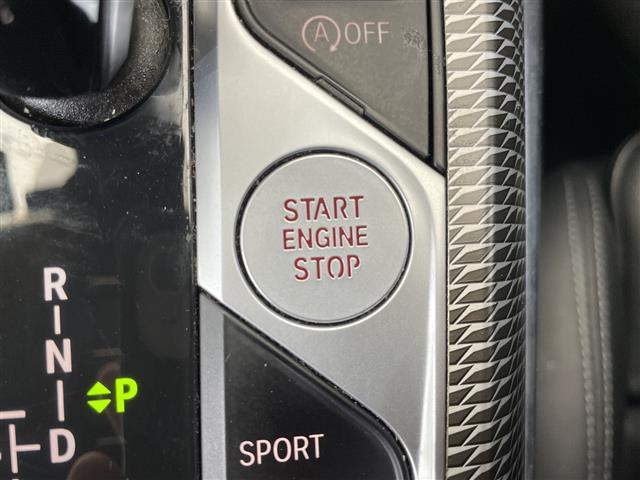 (A) OFF
START
ENGINE
STOP
R
N
P
D
SPORT